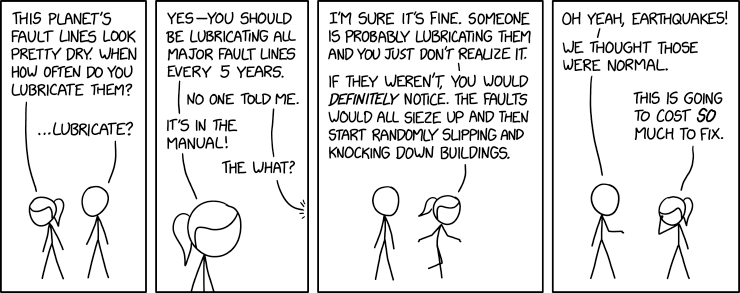 THIS PLANET'S
FAULT LINES LOOK
PRETTY DRY. WHEN
HOW OFTEN DO YOU
LUBRICATE THEM?
...LUBRICATE?
YES—YOU SHOULD
BE LUBRICATING ALL
MAJOR FAULT LINES
EVERY 5 YEARS.
NO ONE TOLD ME.
IT'S IN THE
MANUAL!
THE WHAT?
I'M SURE IT'S FINE. SOMEONE
IS PROBABLY LUBRICATING THEM
AND YOU JUST DON'T REALIZE IT.
IF THEY WEREN'T, YOU WOULD
DEFINITELY NOTICE. THE FAULTS
WOULD ALL SIEZE UP AND THEN
START RANDOMLY SLIPPING AND
KNOCKING DOWN BUILDINGS.
OH YEAH, EARTHQUAKES!
WE THOUGHT THOSE
WERE NORMAL.
THIS IS GOING
TO COST SO
MUCH TO FIX.